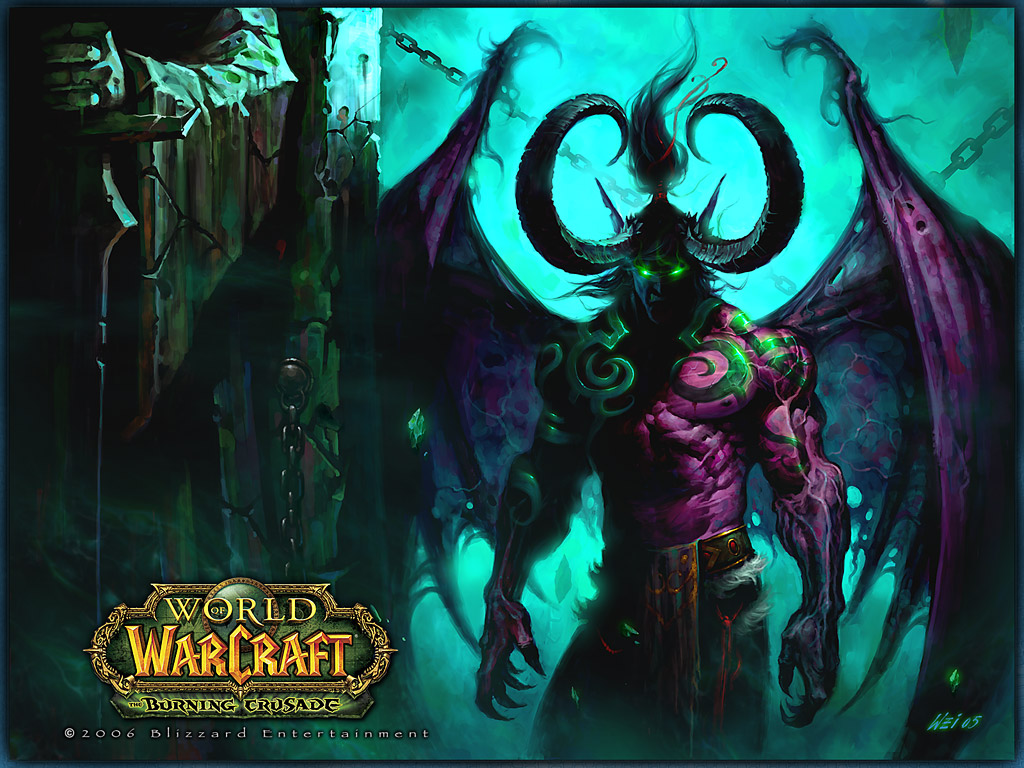 WORLD OF
WARCRAFT
THE BURNING CRUSADE
©2006 Blizzard Entertainment
WEI 05